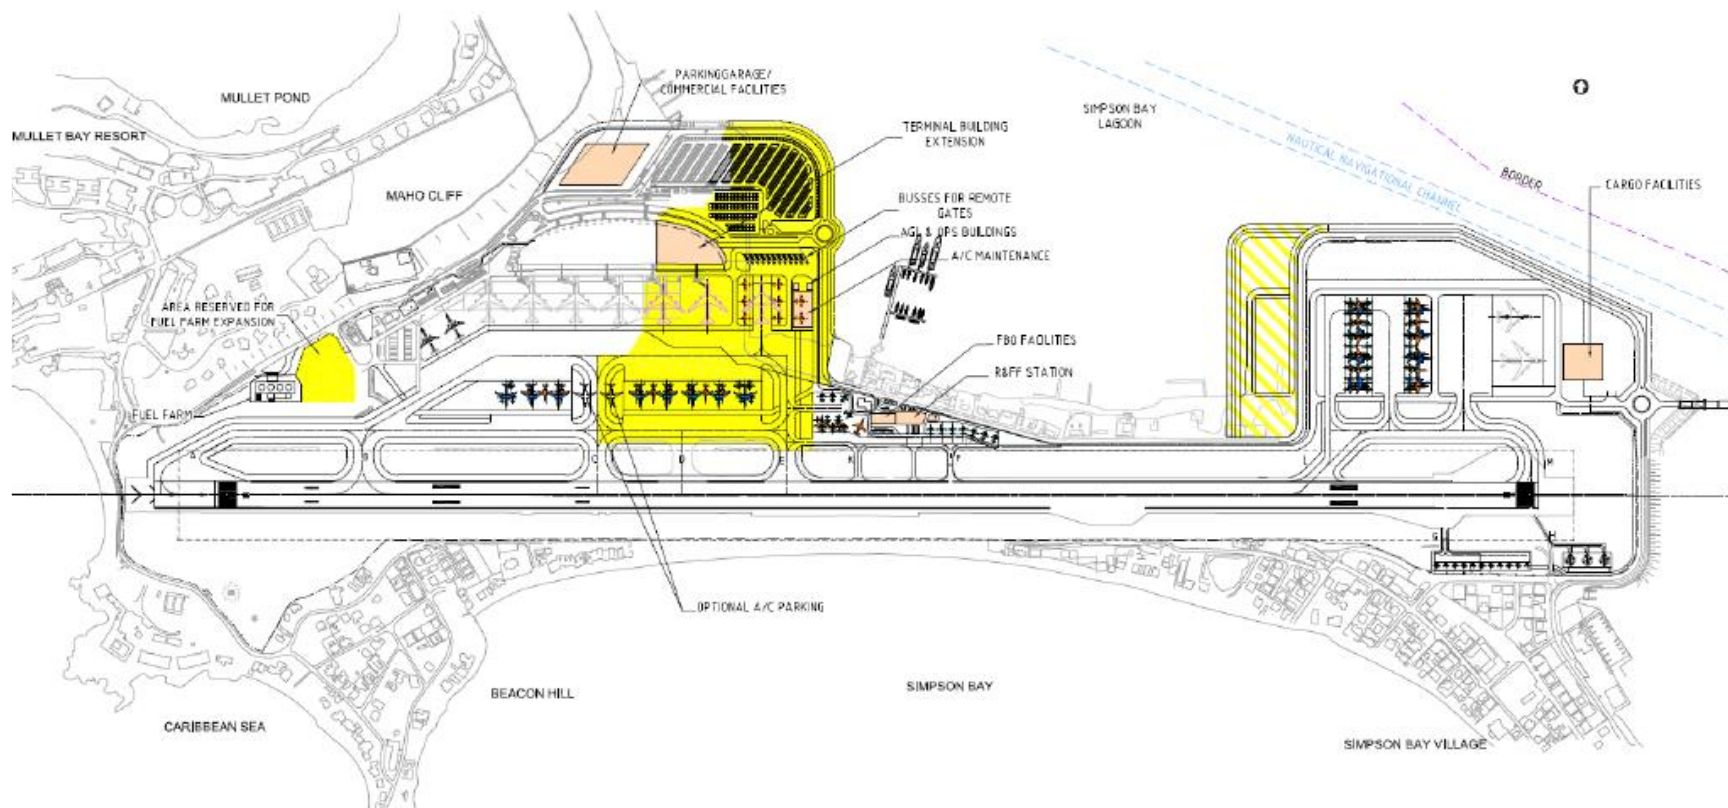 PARKINGGARAGE/
COMMERCIAL FACILITIES
MULLET POND
MULLET BAY RESORT
SIMPSON BAY
LAGOON
TERMINAL BUILDING
EXTENSION
NAUTICAL NAVIGATIONAL CHANNEL
BORDER
CARGO FACILITIES
MAHO CLIFF
BUSSES FOR REMOTE
GATES
AGL & OPS BUILDINGS
A/C MAINTENANCE
AREA RESERVED FOR
FUEL FARM EXPANSION
FBO FACILITIES
R&FF STATION
FUEL FARM
A
B
C
D
E
K
F
L
M
G
H
OPTIONAL A/C PARKING
BEACON HILL
SIMPSON BAY
CARIBBEAN SEA
SIMPSON BAY VILLAGE